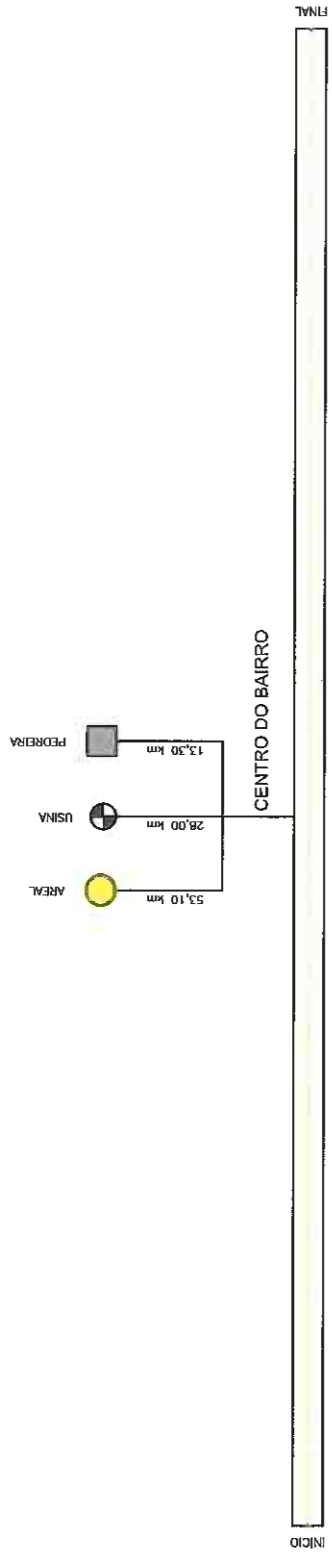 AREAL
USINA
PEDREIRA
53,10 km
28,00 km
13,30 km
CENTRO DO BAIRRO
INÍCIO
FINAL